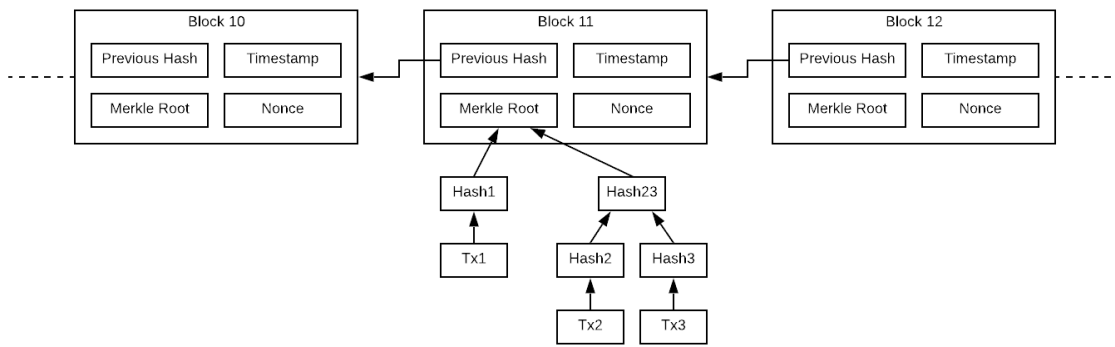 Block 10
Block 11
Block 12
Previous Hash
Timestamp
Previous Hash
Timestamp
Previous Hash
Timestamp
Merkle Root
Nonce
Merkle Root
Nonce
Merkle Root
Nonce
Hash1
Hash23
Tx1
Hash2
Hash3
Tx2
Tx3